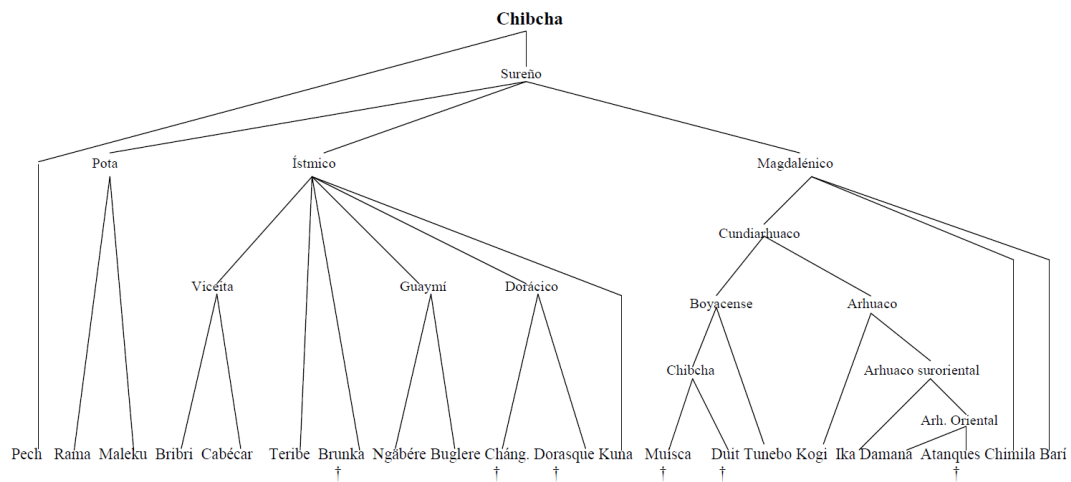 Chibcha
Sureño
Pota Ístmico Magdalénico
Cundiarhuaco
Viceita Guaymí Dorácico
Boyacense Arhuaco
Chibcha Arhuaco suroriental
Arh. Oriental
Pech Rama Maleku Bribri Cabécar Teribe Brunka Ngäbére Buglere Cháng. Dorasque Kuna Muisca Duit Tunebo Kogi Ika Damana Atanques Chimila Barí
† † † † † †